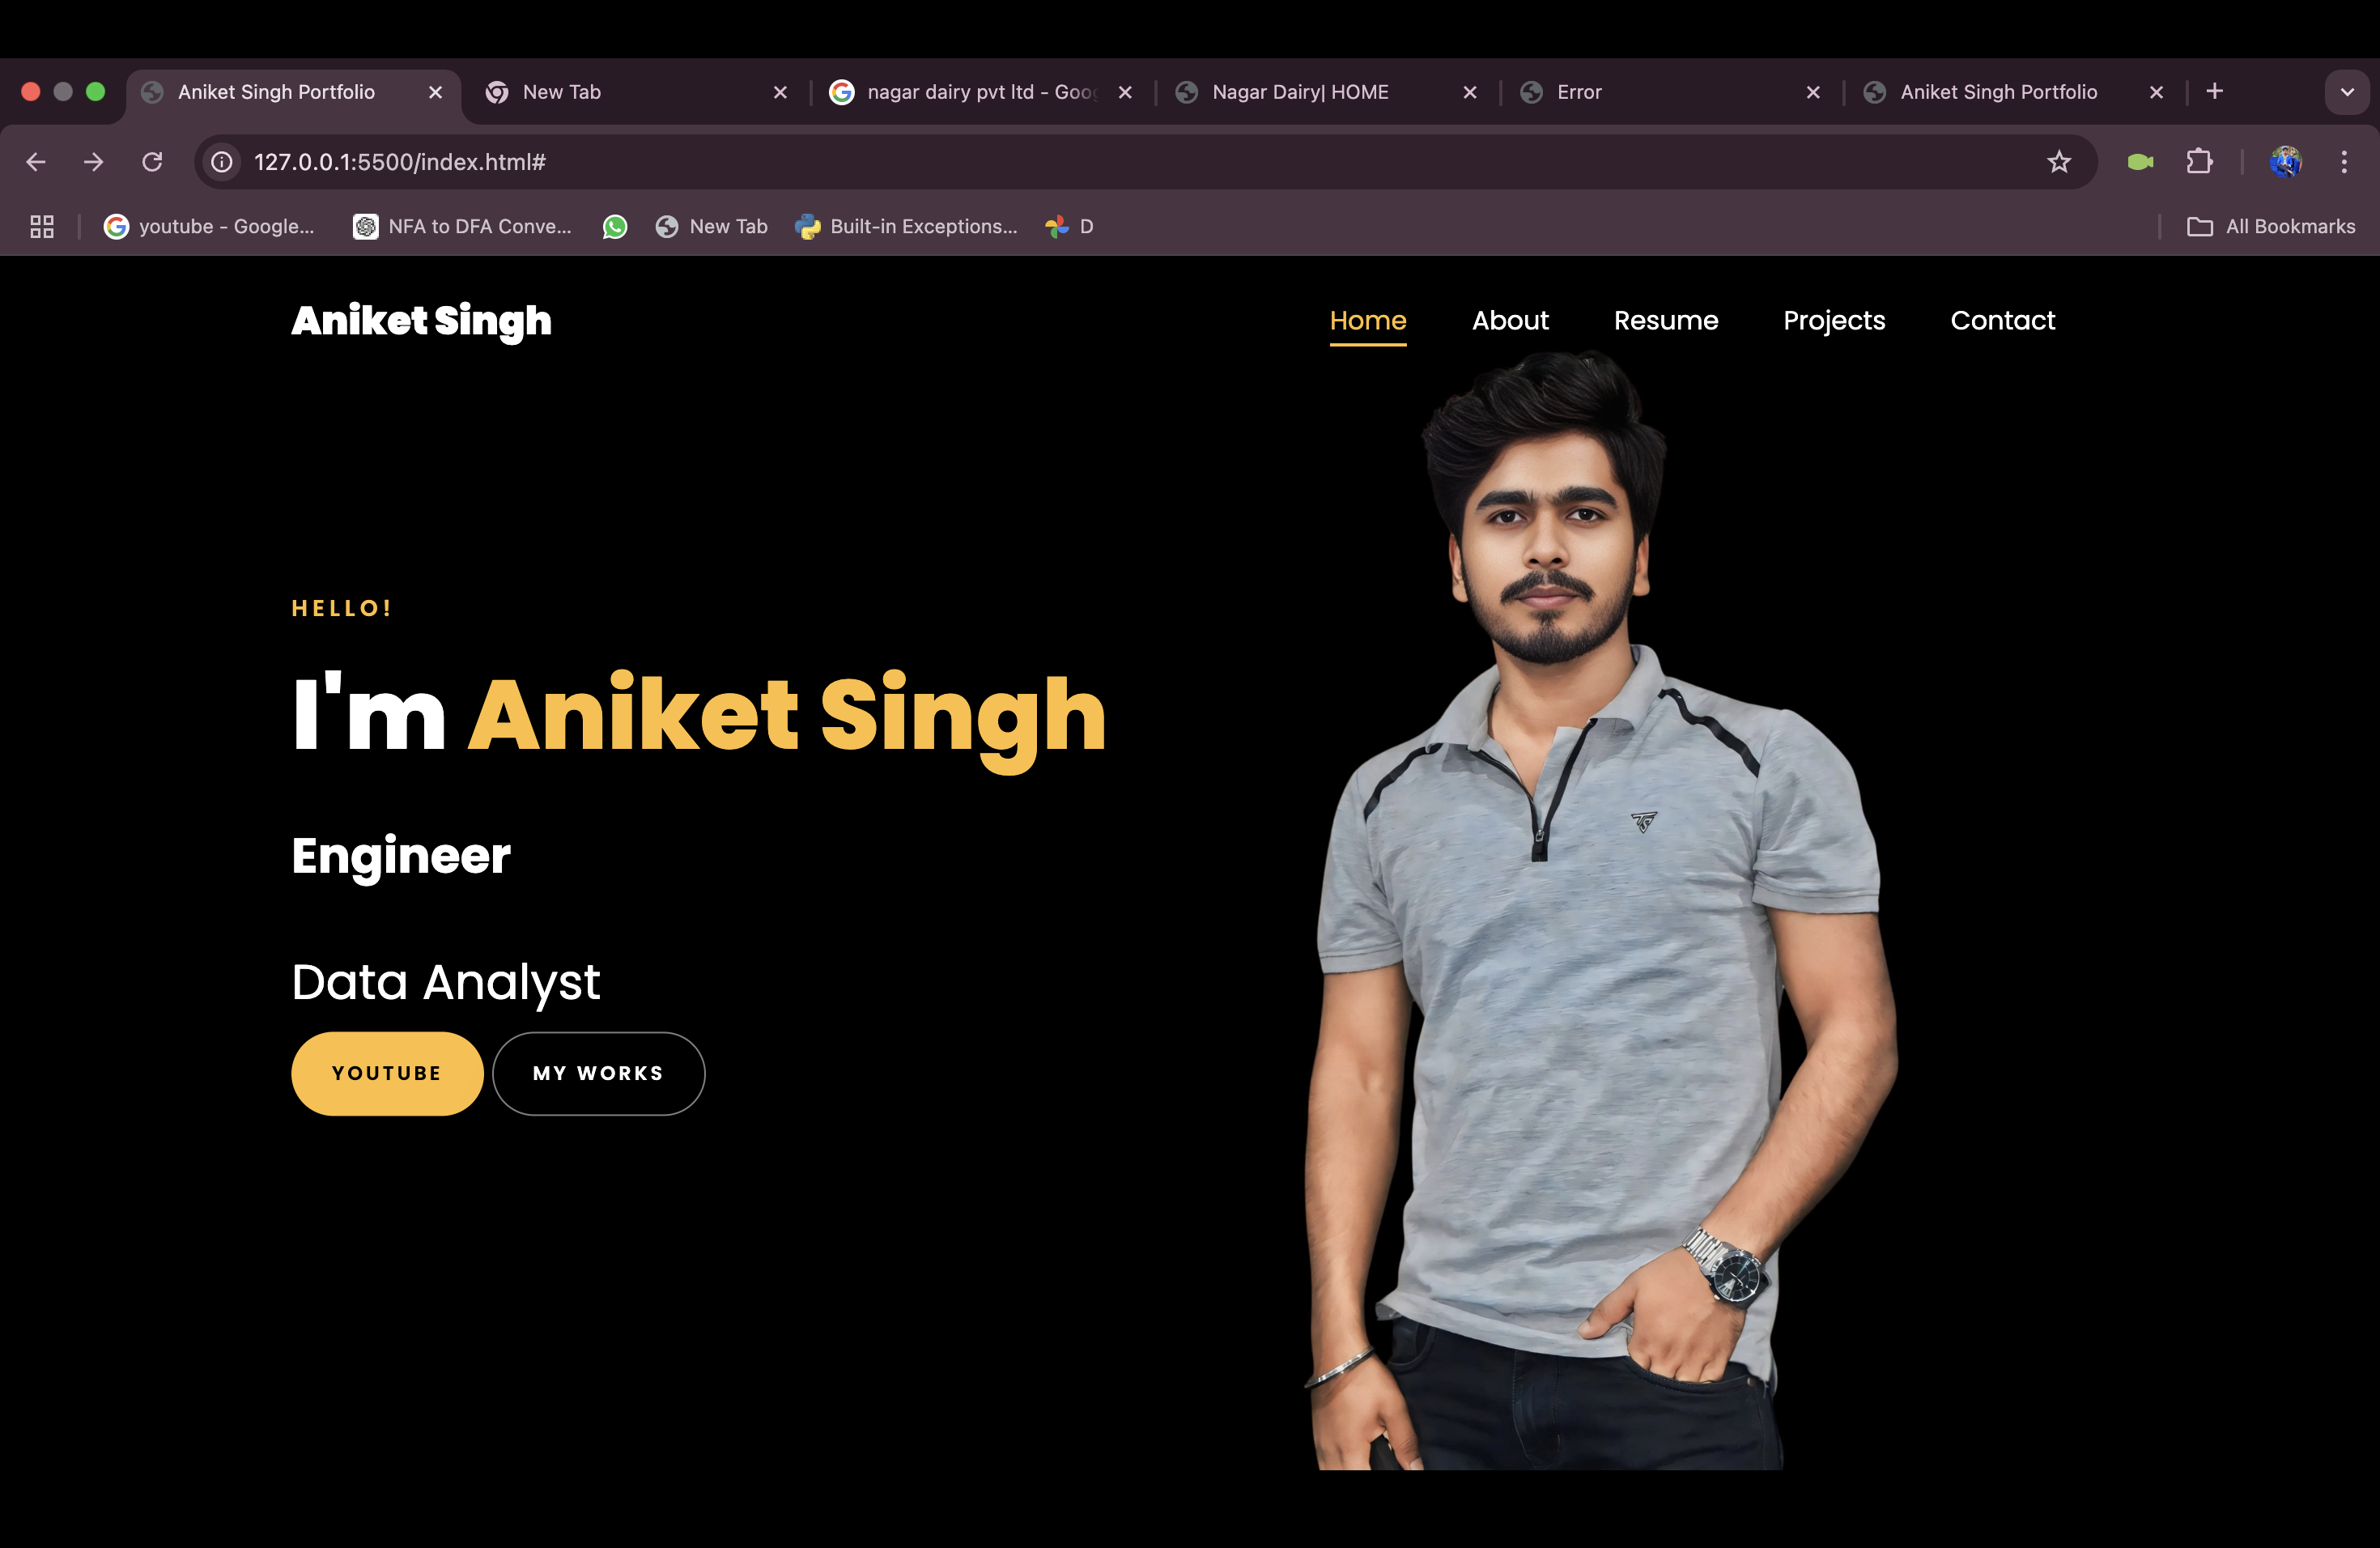 Aniket Singh Portfolio
New Tab
nagar dairy pvt ltd - Goog
Nagar Dairy| HOME
Error
Aniket Singh Portfolio
127.0.0.1:5500/index.html#
youtube - Google...
NFA to DFA Conve...
New Tab
Built-in Exceptions...
D
All Bookmarks
Aniket Singh
Home
About
Resume
Projects
Contact
HELLO!
I'm Aniket Singh
Engineer
Data Analyst
YOUTUBE
MY WORKS